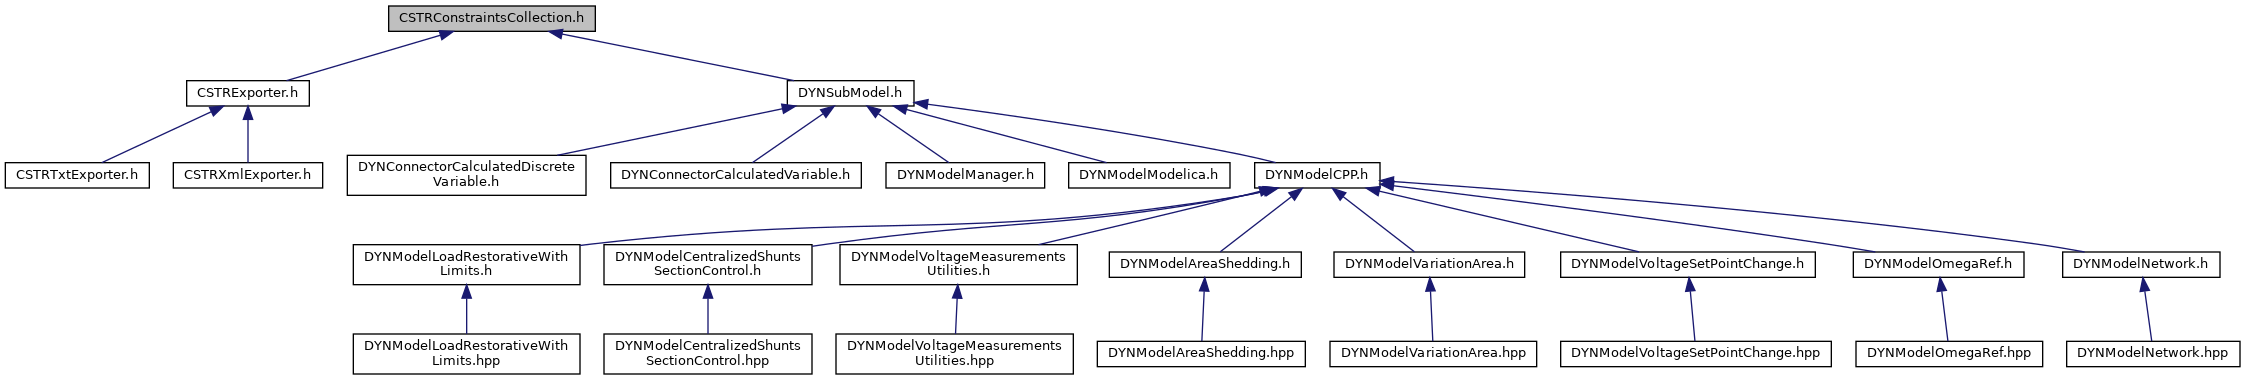 CSTRConstraintsCollection.h
CSTRExporter.h
DYNSubModel.h
CSTRTxtExporter.h
CSTRXmlExporter.h
DYNConnectorCalculatedDiscrete
Variable.h
DYNConnectorCalculatedVariable.h
DYNModelManager.h
DYNModelModelica.h
DYNModelCPP.h
DYNModelLoadRestorativeWith
Limits.h
DYNModelCentralizedShunts
SectionControl.h
DYNModelVoltageMeasurements
Utilities.h
DYNModelAreaShedding.h
DYNModelVariationArea.h
DYNModelVoltageSetPointChange.h
DYNModelOmegaRef.h
DYNModelNetwork.h
DYNModelLoadRestorativeWith
Limits.hpp
DYNModelCentralizedShunts
SectionControl.hpp
DYNModelVoltageMeasurements
Utilities.hpp
DYNModelAreaShedding.hpp
DYNModelVariationArea.hpp
DYNModelVoltageSetPointChange.hpp
DYNModelOmegaRef.hpp
DYNModelNetwork.hpp